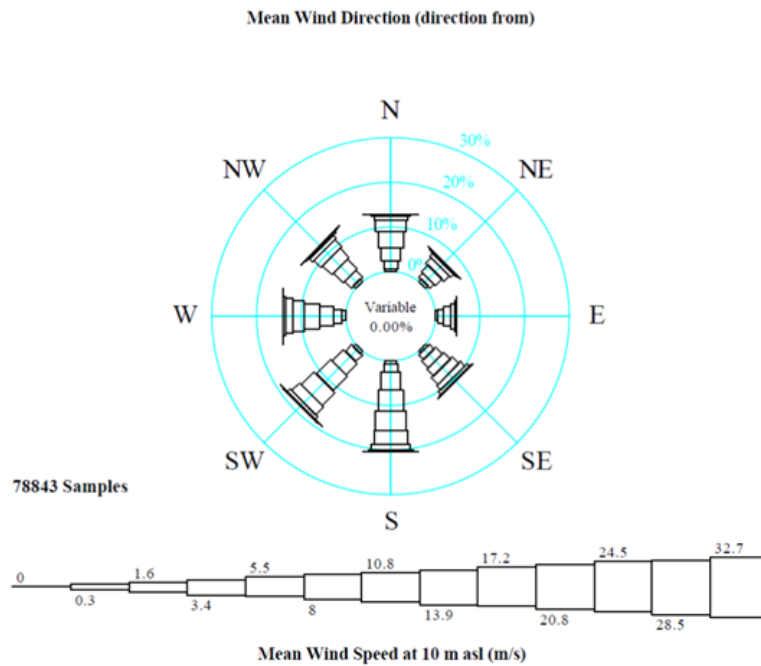 Mean Wind Direction (direction from)
N
30%
NW
NE
20%
10%
0%
Variable
0.00%
W
E
SW
SE
78843 Samples
S
0
1.6
5.5
10.8
17.2
24.5
32.7
0.3
3.4
8
13.9
20.8
28.5
Mean Wind Speed at 10 m asl (m/s)